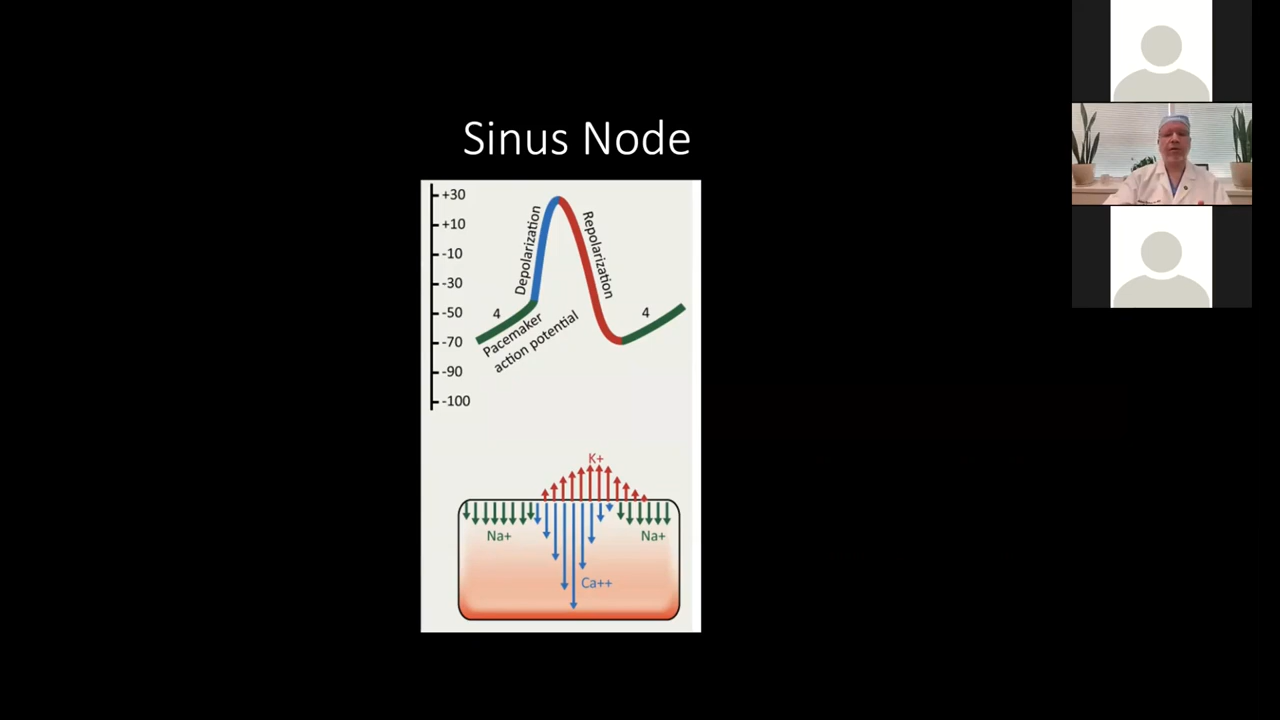 Sinus Node
+30
+10
-10
-30
-50
-70
-90
-100
Depolarization
Repolarization
4
4
Pacemaker
action potential
K+
Na+
Na+
Ca++